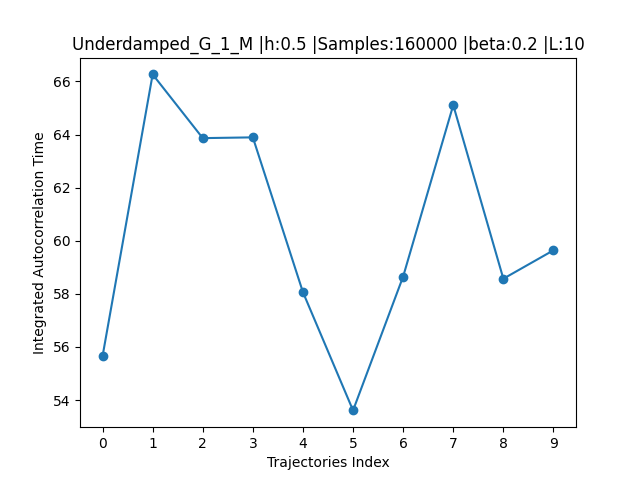 Underdamped_G_1_M |h:0.5 |Samples:160000 |beta:0.2 |L:10
Integrated Autocorrelation Time
66
64
62
60
58
56
54
0 1 2 3 4 5 6 7 8 9
Trajectories Index